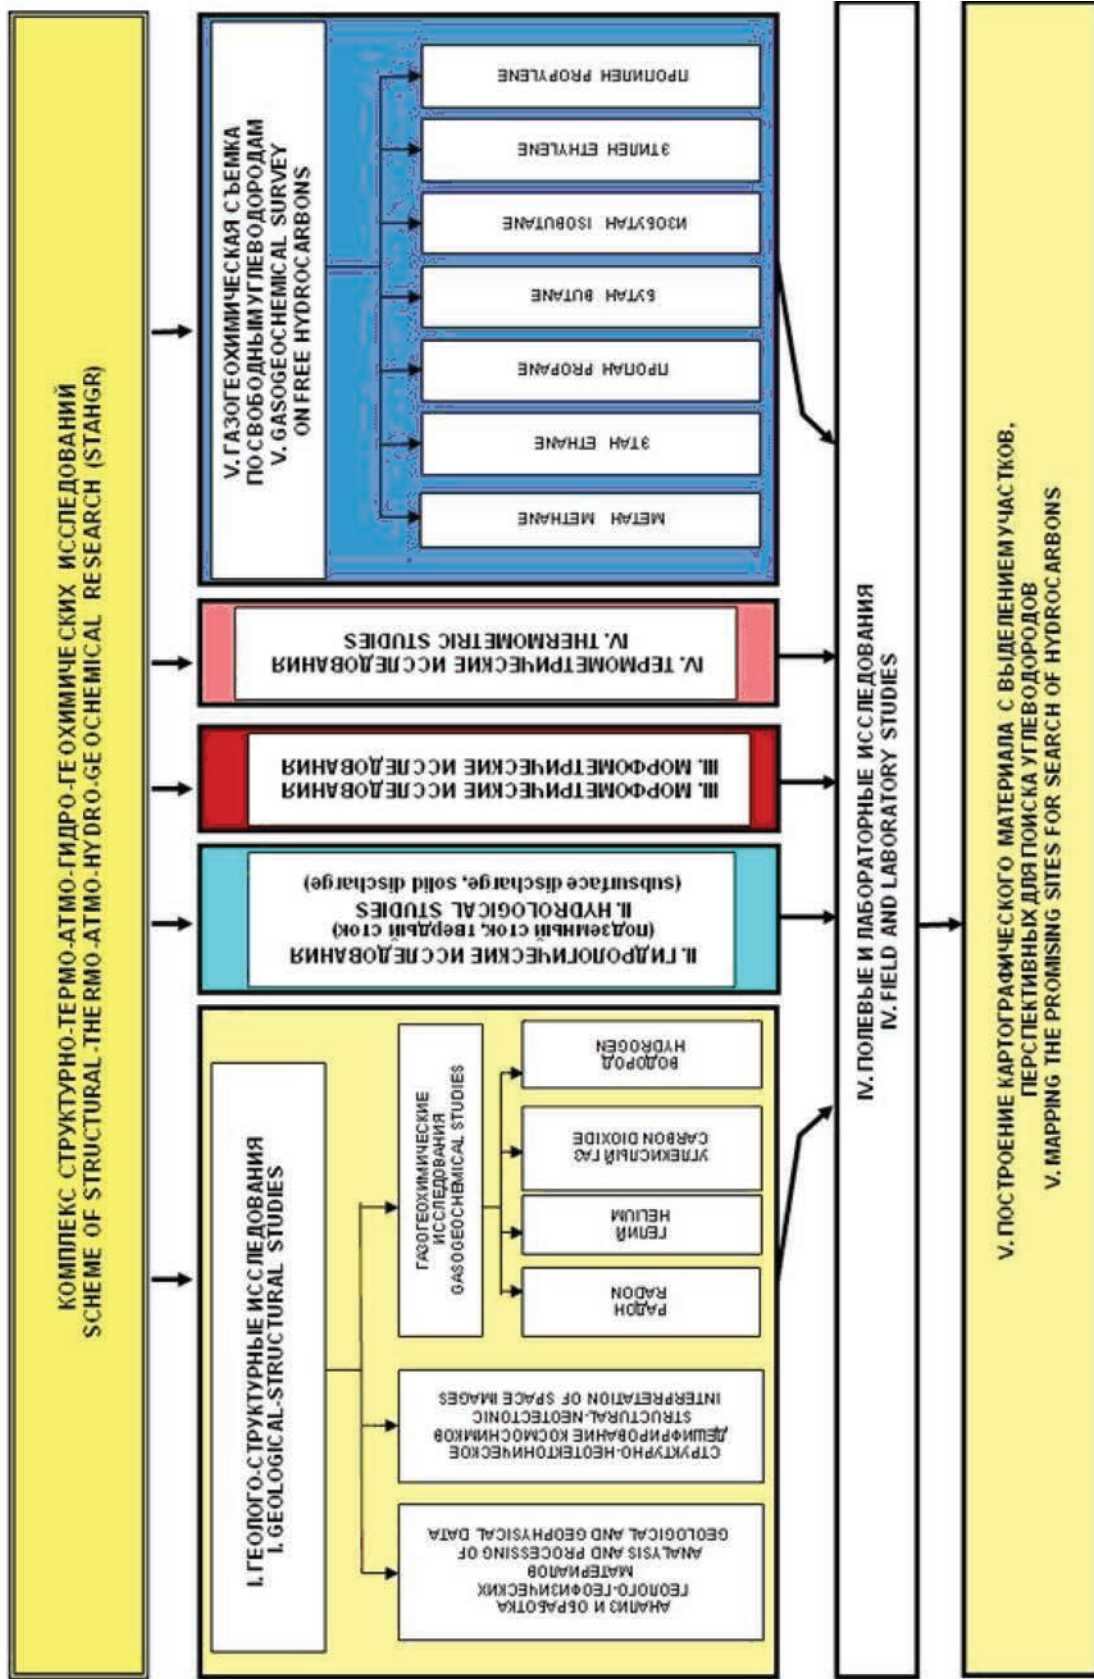 КОМПЛЕКС СТРУКТУРНО-ТЕРМО-АТМО-ГИДРО-ГЕОХИМИЧЕСКИХ ИССЛЕДОВАНИЙ
SCHEME OF STRUCTURAL-THERMO-ATMO-HYDRO-GEOCHEMICAL RESEARCH (STAHGR)
I. ГЕОЛОГО-СТРУКТУРНЫЕ ИССЛЕДОВАНИЯ
I. GEOLOGICAL-STRUCTURAL STUDIES
АНАЛИЗ И ОБРАБОТКА
ГЕОЛОГО-ГЕОФИЗИЧЕСКИХ
МАТЕРИАЛОВ
ANALYSIS AND PROCESSING OF
GEOLOGICAL AND GEOPHYSICAL DATA
СТРУКТУРНО-НЕОТЕКТОНИЧЕСКОЕ
ДЕШИФРИРОВАНИЕ КОСМОСНИМКОВ
STRUCTURAL-NEOTECTONIC
INTERPRETATION OF SPACE IMAGES
ГАЗОГЕОХИМИЧЕСКИЕ
ИССЛЕДОВАНИЯ
GASOGEOCHEMICAL STUDIES
РАДОН
RADON
ГЕЛИЙ
HELIUM
УГЛЕКИСЛЫЙ ГАЗ
CARBON DIOXIDE
ВОДОРОД
HYDROGEN
II. ГИДРОЛОГИЧЕСКИЕ ИССЛЕДОВАНИЯ
(подземный сток, твердый сток)
II. HYDROLOGICAL STUDIES
(subsurface discharge, solid discharge)
III. МОРФОМЕТРИЧЕСКИЕ ИССЛЕДОВАНИЯ
III. МОРФОМЕТРИЧЕСКИЕ ИССЛЕДОВАНИЯ
IV. ТЕРМОМЕТРИЧЕСКИЕ ИССЛЕДОВАНИЯ
IV. THERMOMETRIC STUDIES
V. ГАЗОГЕОХИМИЧЕСКАЯ СЪЕМКА
ПО СВОБОДНЫМ УГЛЕВОДОРОДАМ
V. GASOGEOCHEMICAL SURVEY
ON FREE HYDROCARBONS
МЕТАН METHANE
ЭТАН ETHANE
ПРОПАН PROPANE
БУТАН BUTANE
ИЗОБУТАН ISOBUTANE
ЭТИЛЕН ETHYLENE
ПРОПИЛЕН PROPYLENE
IV. ПОЛЕВЫЕ И ЛАБОРАТОРНЫЕ ИССЛЕДОВАНИЯ
IV. FIELD AND LABORATORY STUDIES
V. ПОСТРОЕНИЕ КАРТОГРАФИЧЕСКОГО МАТЕРИАЛА С ВЫДЕЛЕНИЕМ УЧАСТКОВ,
ПЕРСПЕКТИВНЫХ ДЛЯ ПОИСКА УГЛЕВОДОРОДОВ
V. MAPPING THE PROMISING SITES FOR SEARCH OF HYDROCARBONS